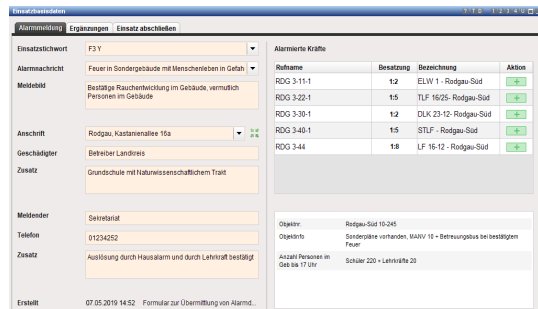 Einsatzbasisdaten
Alarmmeldung Ergänzungen Einsatz abschließen
Einsatzstichwort F3 Y
Alarmnachricht Feuer in Sondergebäude mit Menschenleben in Gefah
Meldebild Bestätige Rauchentwicklung im Gebäude, vermutlich
Personen im Gebäude
Anschrift Rodgau, Kastanienallee 16a
Geschädigter Betreiber Landkreis
Zusatz Grundschule mit Naturwissenschaftlichem Trakt
Meldender Sekretariat
Telefon 01234252
Zusatz Auslösung durch Hausalarm und durch Lehrkraft bestätigt
Erstellt 07.05.2019 14:52 Formular zur Übermittlung von Alarmd...
Alarmierte Kräfte
Rufname Besatzung Bezeichnung Aktion
RDG 3-11-1 1:2 ELW 1 - Rodgau-Süd +
RDG 3-22-1 1:5 TLF 16/25- Rodgau-Süd +
RDG 3-30-1 1:2 DLK 23-12- Rodgau-Süd +
RDG 3-40-1 1:5 STLF - Rodgau-Süd +
RDG 3-44 1:8 LF 16-12 - Rodgau-Süd +
Objektnr. Rodgau-Süd 10-245
Objektinfo Sonderpläne vorhanden, MANV 10 + Betreuungsbus bei bestätigtem
Feuer
Anzahl Personen im
Geb bis 17 Uhr Schüler 220 + Lehrkräfte 20